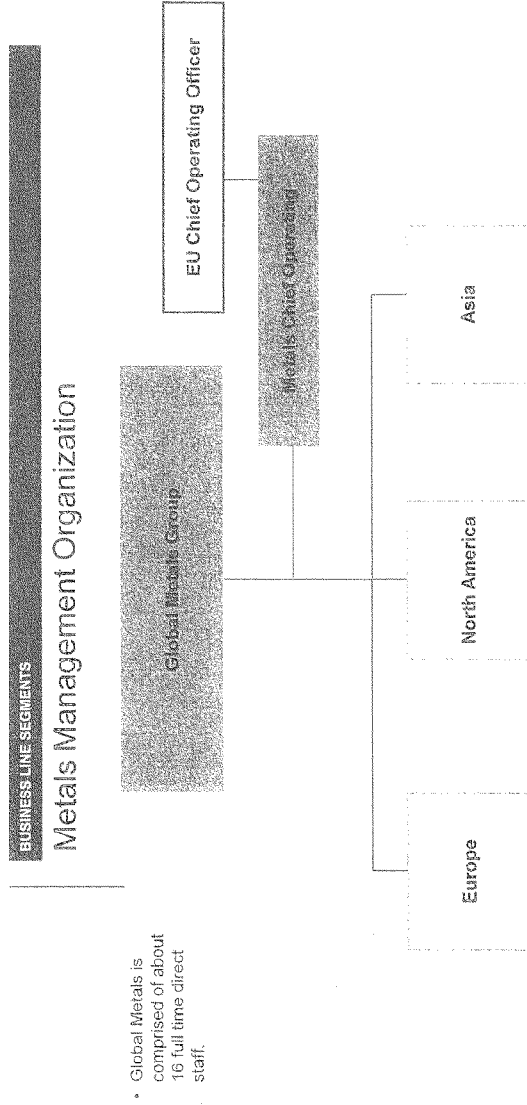 BUSINESS LINE SEGMENTS
Metals Management Organization
• Global Metals is
comprised of about
16 full time direct
staff.
Global Metals Group
EU Chief Operating Officer
Metals Chief Operating
Europe
North America
Asia